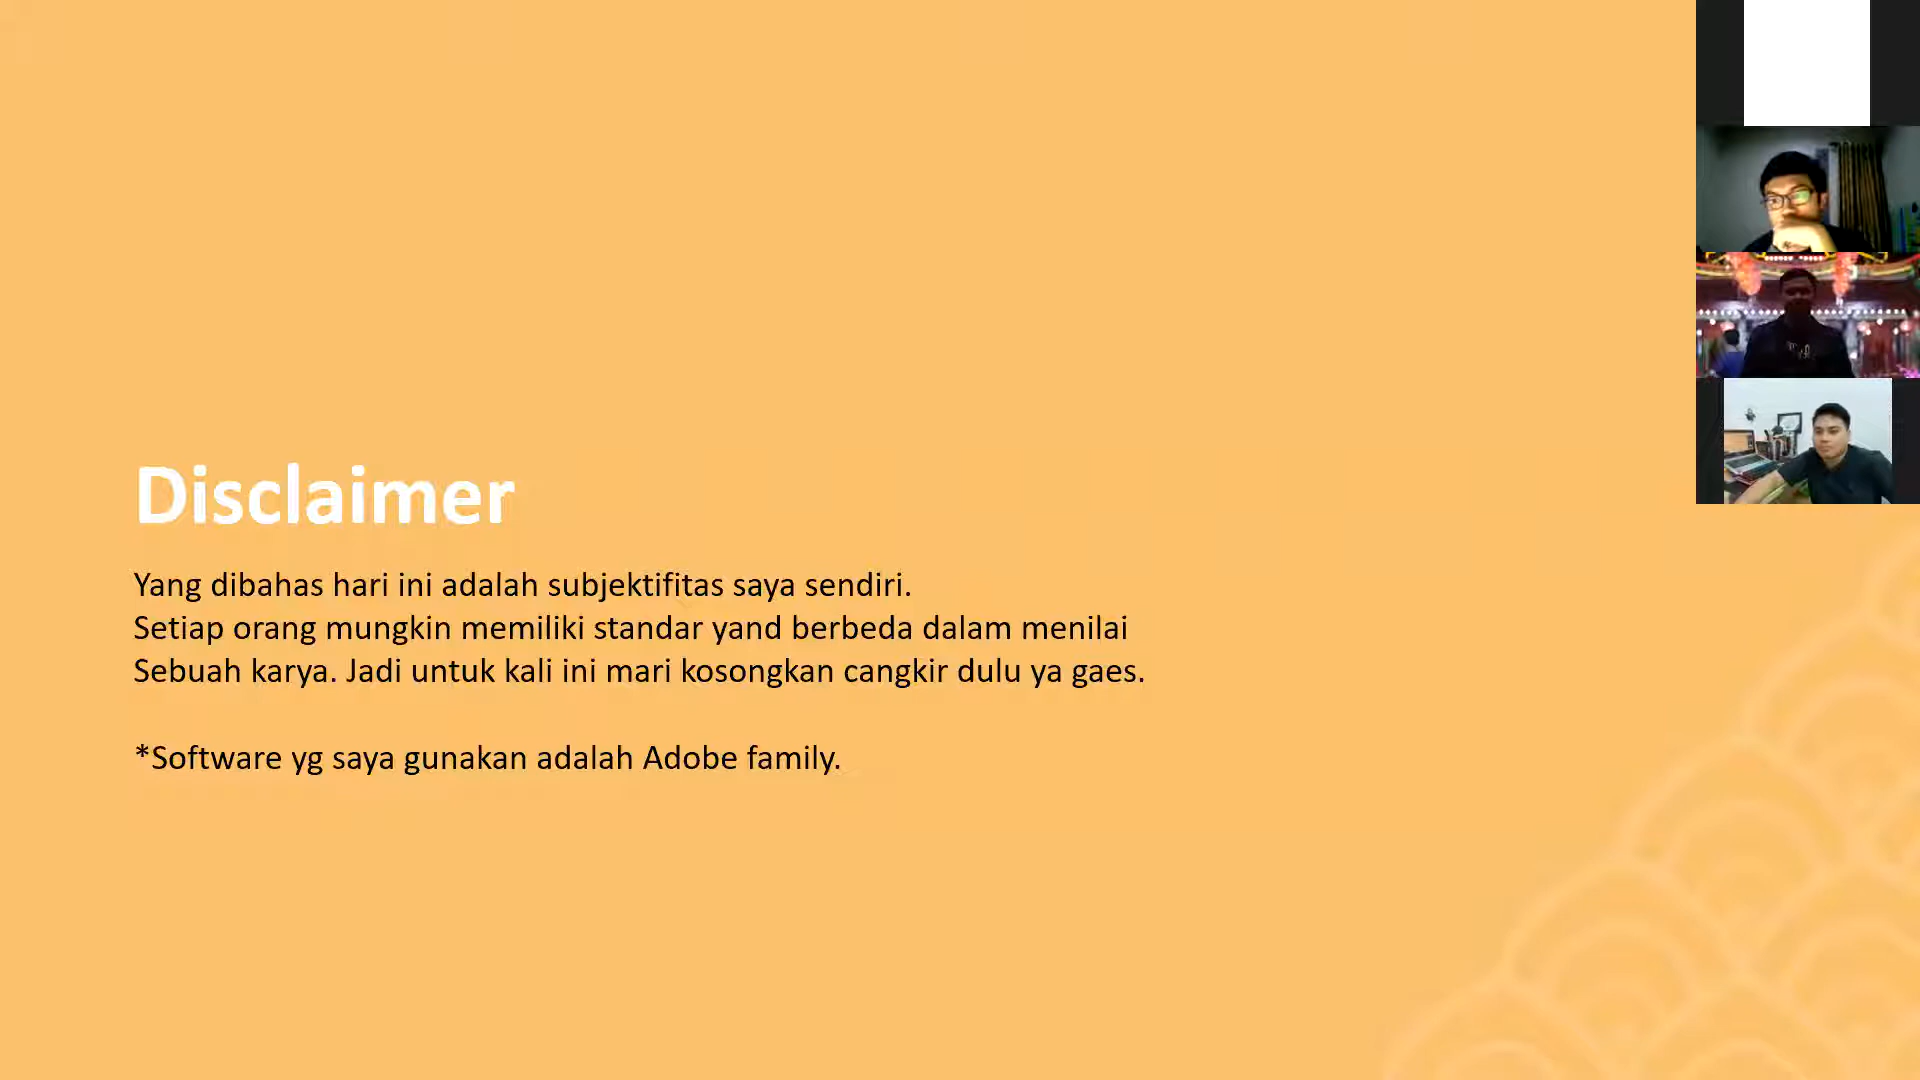 Disclaimer
Yang dibahas hari ini adalah subjektifitas saya sendiri.
Setiap orang mungkin memiliki standar yand berbeda dalam menilai
Sebuah karya. Jadi untuk kali ini mari kosongkan cangkir dulu ya gaes.
*Software yg saya gunakan adalah Adobe family.